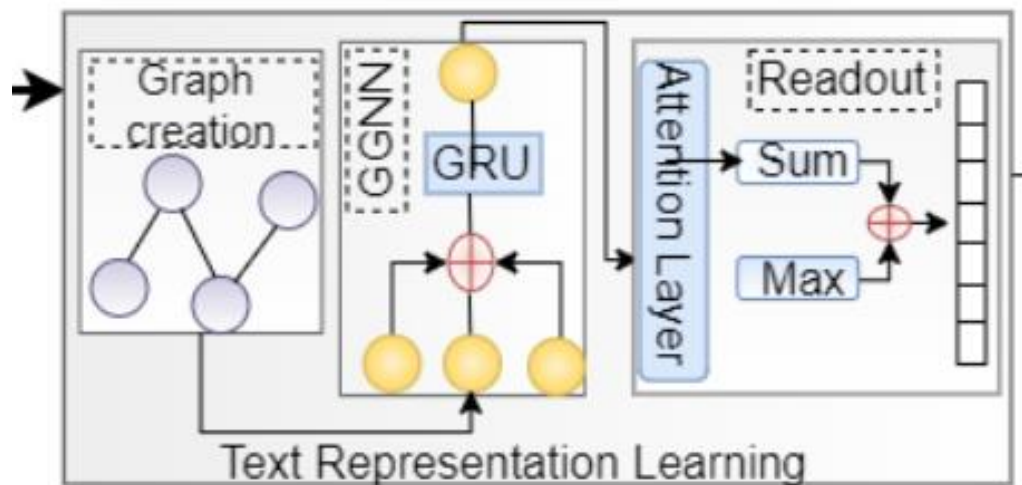 Graph
creation
GGNN
GRU
Attention Layer
Readout
Sum
Max
Text Representation Learning